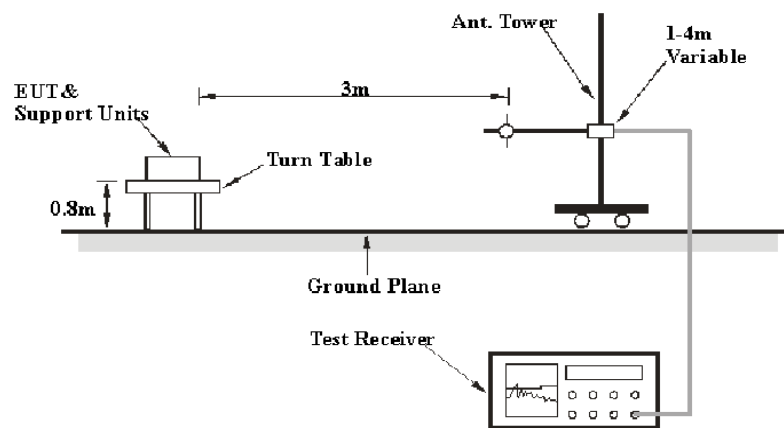 Ant. Tower
1-4m
Variable
EUT&
Support Units
3m
Turn Table
0.8m
Ground Plane
Test Receiver